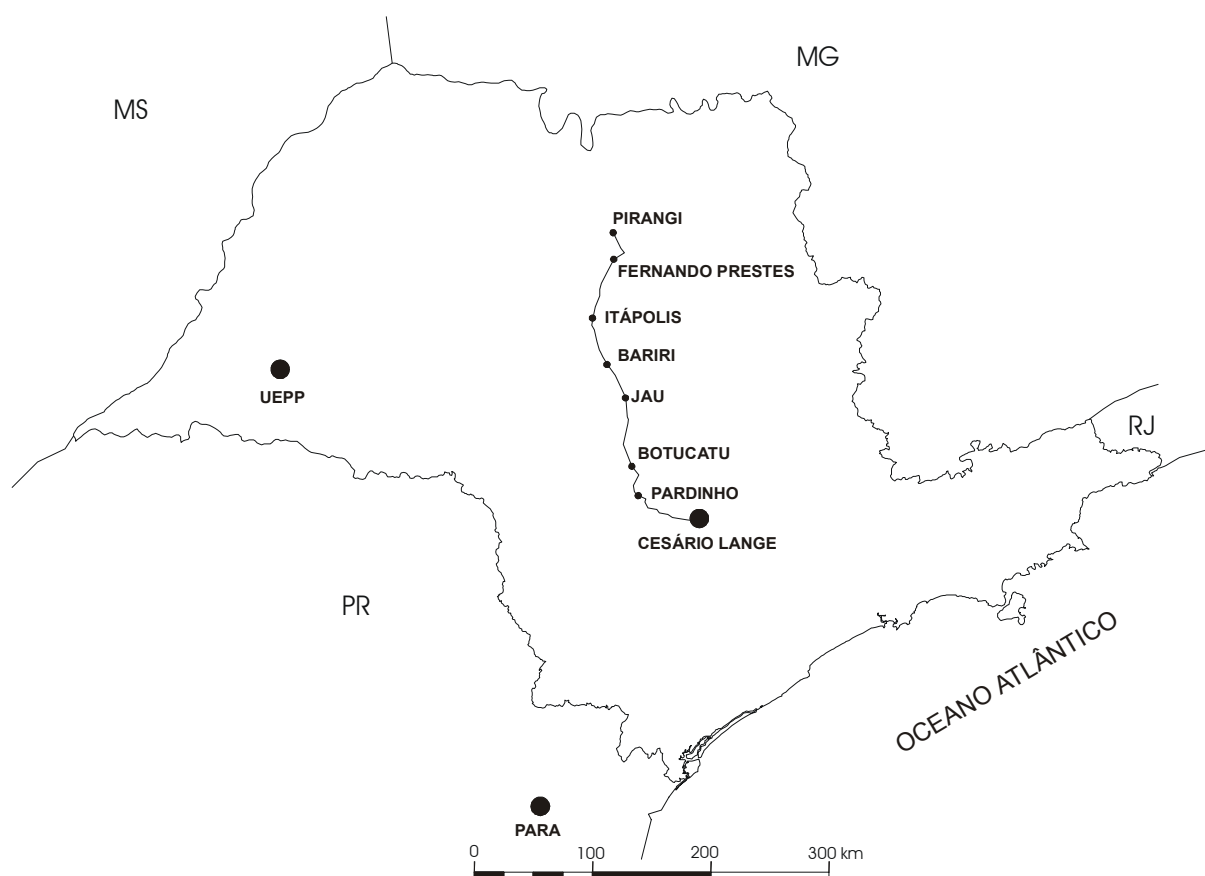 MG
MS
PIRANGI
FERNANDO PRESTES
ITÁPOLIS
BARIRI
UEPP
JAU
RJ
BOTUCATU
PARDINHO
CESÁRIO LANGE
PR
OCEANO ATLÂNTICO
PARA
0 100 200 300 km